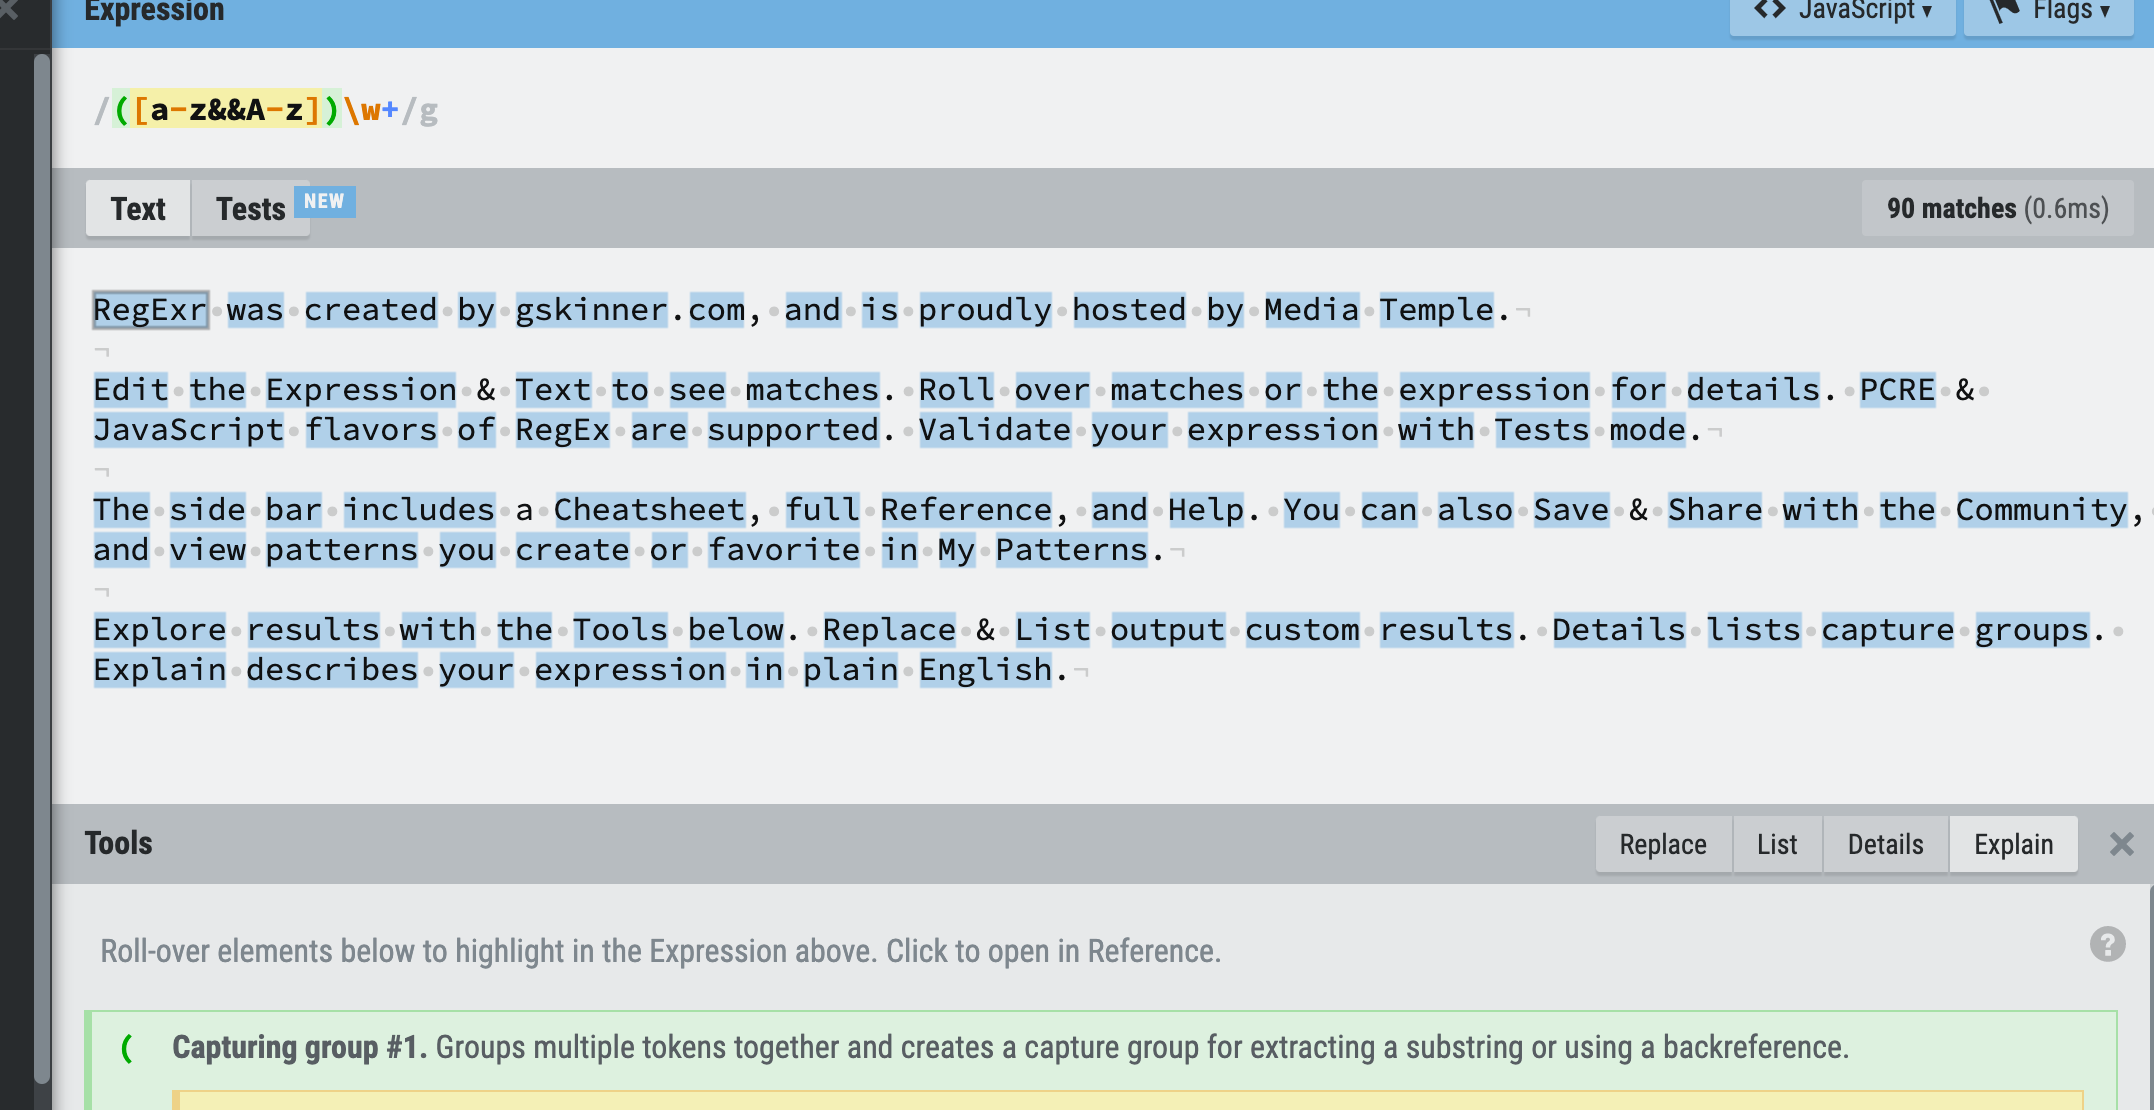 Expression
<> JavaScript ▾
Flags ▾
/([a-z&&A-z])\w+/g
Text
Tests
NEW
90 matches (0.6ms)
RegExr was created by gskinner.com, and is proudly hosted by Media Temple.
Edit the Expression & Text to see matches. Roll over matches or the expression for details. PCRE &
JavaScript flavors of RegEx are supported. Validate your expression with Tests mode.
The side bar includes a Cheatsheet, full Reference, and Help. You can also Save & Share with the Community,
and view patterns you create or favorite in My Patterns.
Explore results with the Tools below. Replace & List output custom results. Details lists capture groups.
Explain describes your expression in plain English.
Tools
Replace
List
Details
Explain
Roll-over elements below to highlight in the Expression above. Click to open in Reference.
?
( Capturing group #1. Groups multiple tokens together and creates a capture group for extracting a substring or using a backreference.